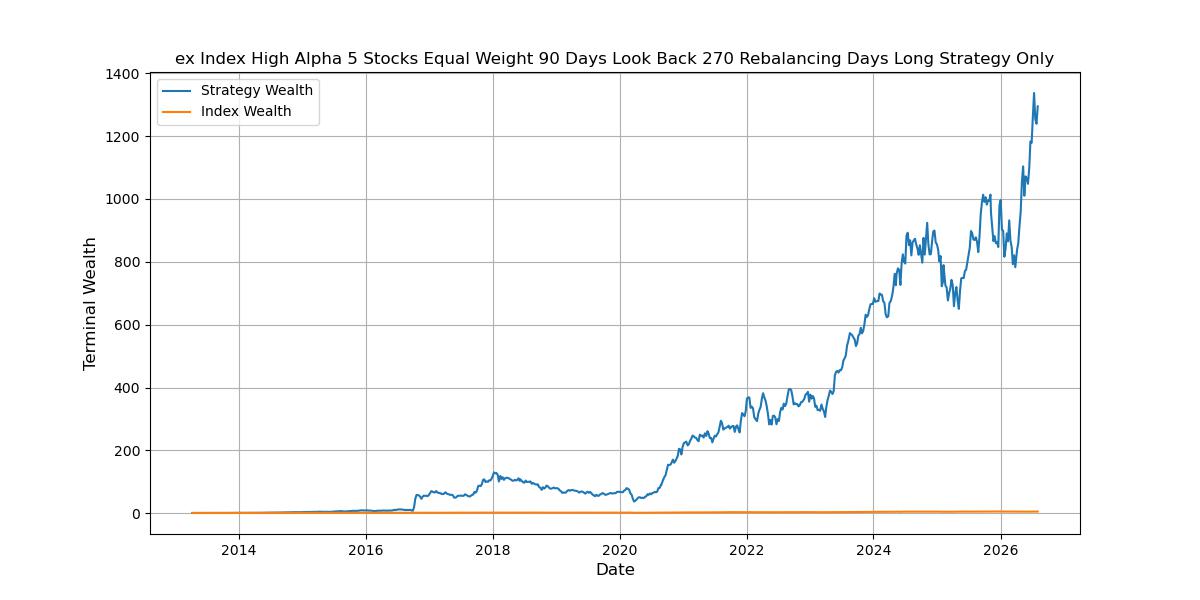 ex Index High Alpha 5 Stocks Equal Weight 90 Days Look Back 270 Rebalancing Days Long Strategy Only
Strategy Wealth
Index Wealth
Terminal Wealth
1400
1200
1000
800
600
400
200
0
2014 2016 2018 2020 2022 2024 2026
Date